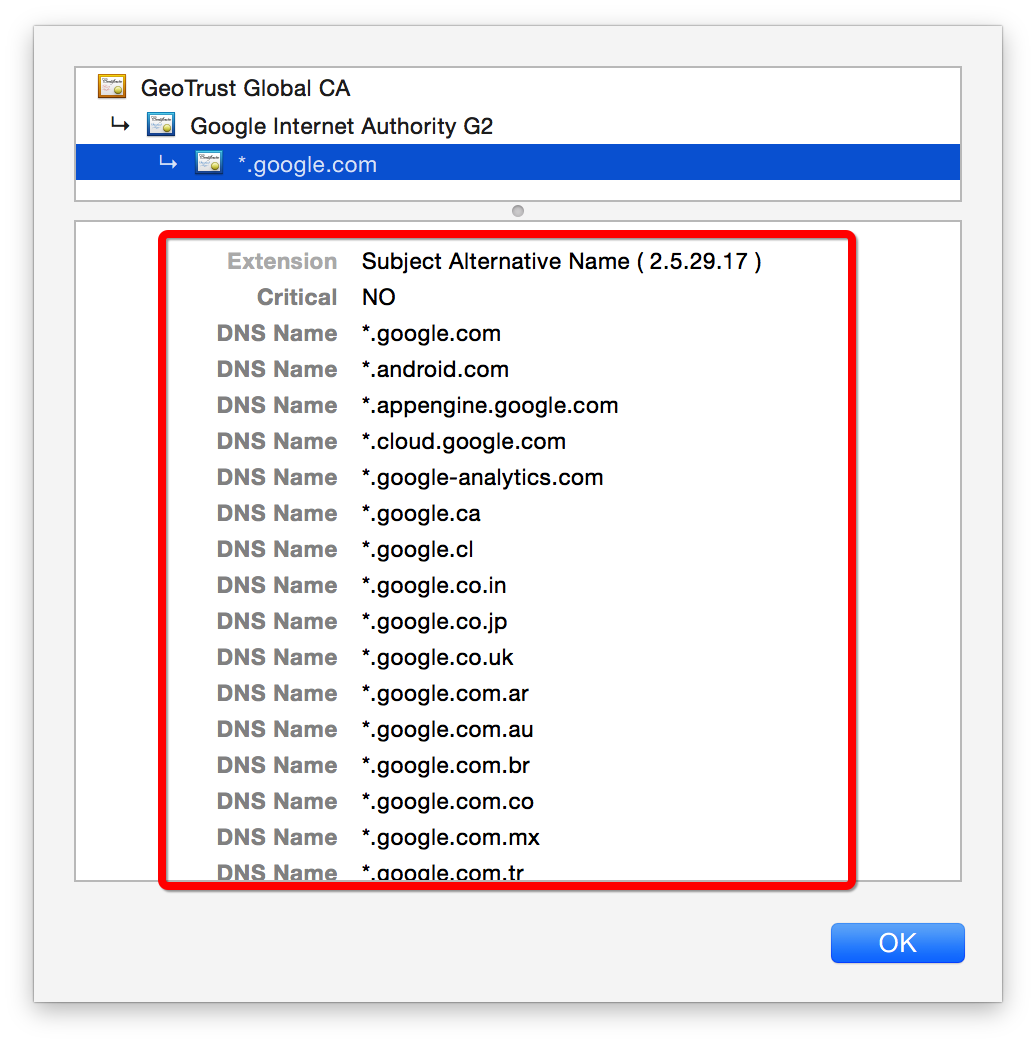 GeoTrust Global CA
↳ Google Internet Authority G2
↳ *.google.com
Extension Subject Alternative Name ( 2.5.29.17 )
Critical NO
DNS Name *.google.com
DNS Name *.android.com
DNS Name *.appengine.google.com
DNS Name *.cloud.google.com
DNS Name *.google-analytics.com
DNS Name *.google.ca
DNS Name *.google.cl
DNS Name *.google.co.in
DNS Name *.google.co.jp
DNS Name *.google.co.uk
DNS Name *.google.com.ar
DNS Name *.google.com.au
DNS Name *.google.com.br
DNS Name *.google.com.co
DNS Name *.google.com.mx
DNS Name *.google.com.tr
OK